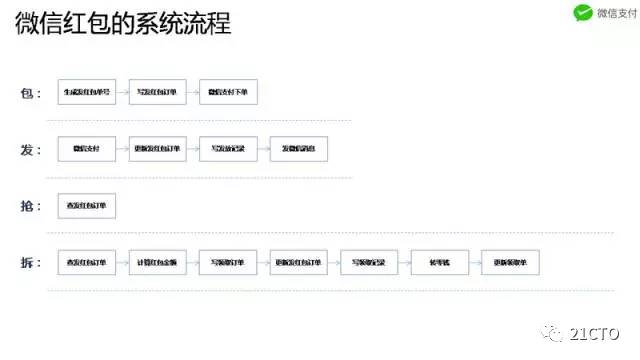 微信红包的系统流程
微信支付
包： 生成发红包单号 写发红包订单 微信支付下单
发： 微信支付 更新发红包订单 写发放记录 发微信消息
抢： 查发红包订单
拆： 查发红包订单 计算红包金额 写领取订单 更新发红包订单 写领取记录 转零钱 更新领取单
21CTO